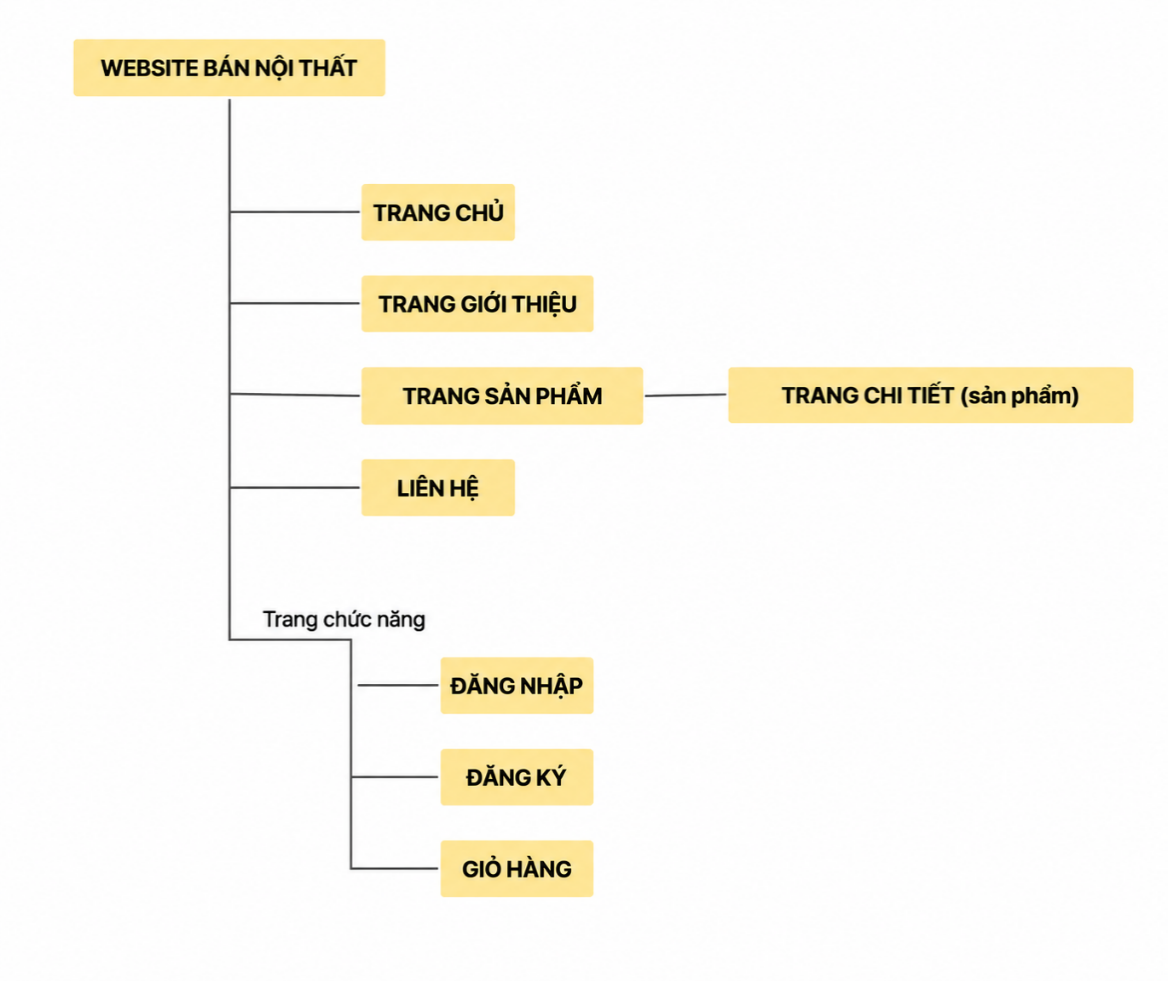 WEBSITE BÁN NỘI THẤT
TRANG CHỦ
TRANG GIỚI THIỆU
TRANG SẢN PHẨM
TRANG CHI TIẾT (sản phẩm)
LIÊN HỆ
Trang chức năng
ĐĂNG NHẬP
ĐĂNG KÝ
GIỎ HÀNG